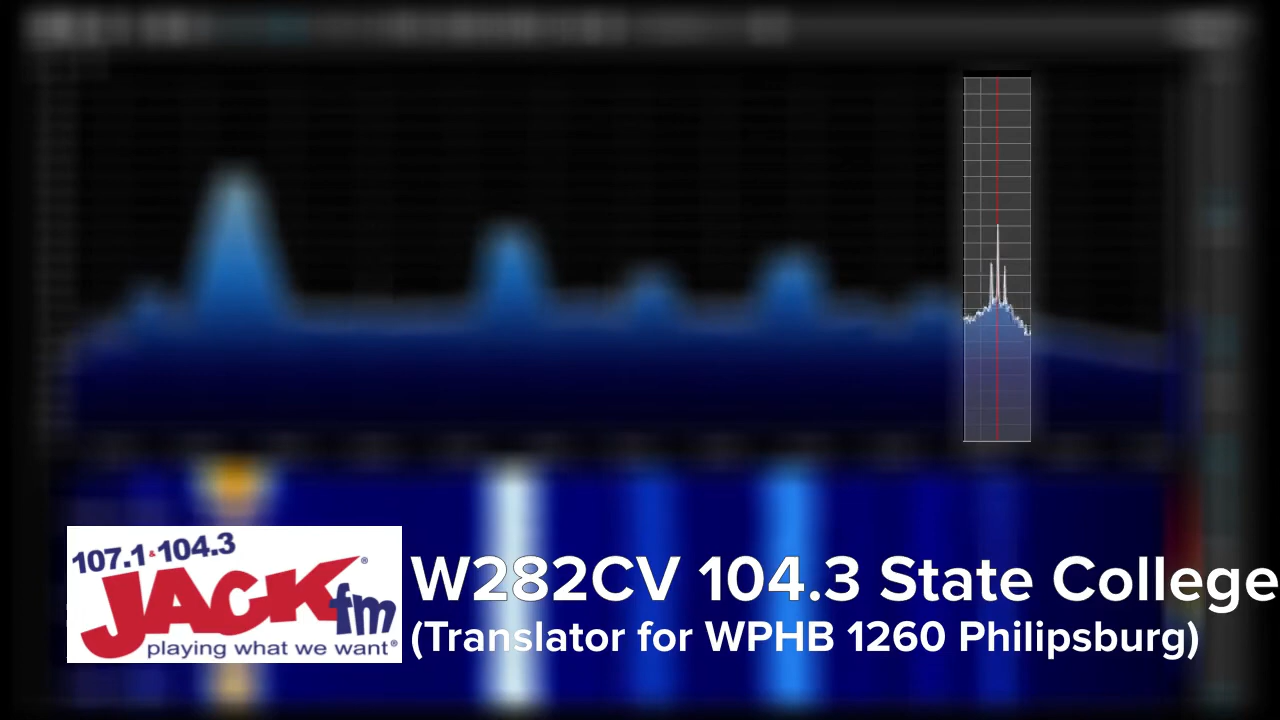 107.1 & 104.3
JACK fm®
playing what we want®
W282CV 104.3 State College
(Translator for WPHB 1260 Philipsburg)